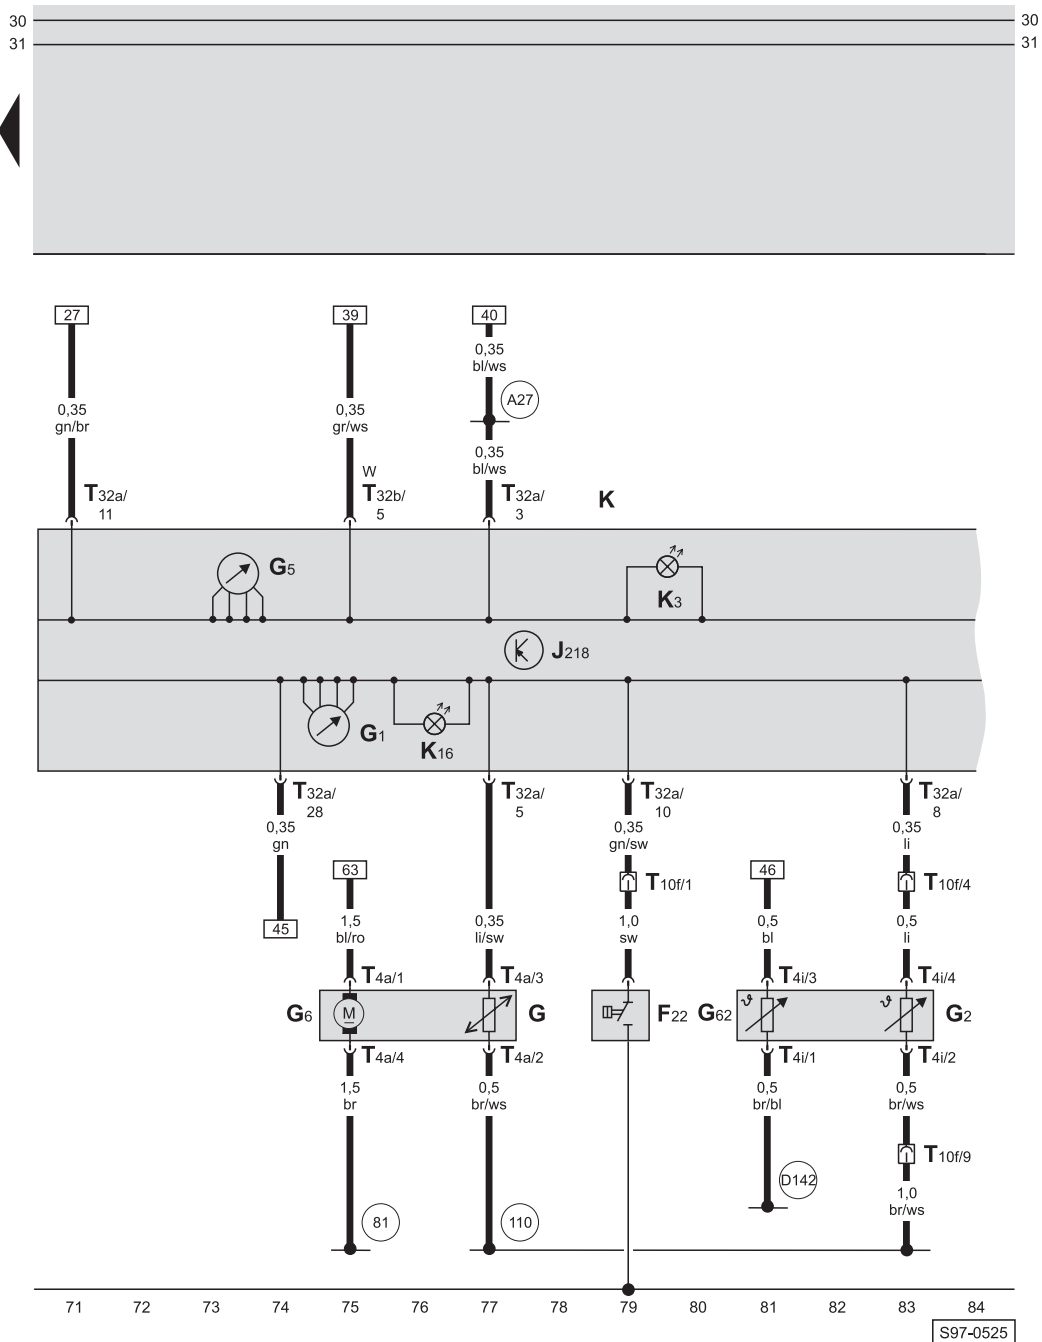 30 30
31 31
27 39 40
0,35
bl/ws
A27
0,35
gn/br
0,35
gr/ws
0,35
bl/ws
W
T32a/
11
T32b/
5
T32a/
3
K
G5
K3
J218
G1
K16
T32a/
28
T32a/
5
T32a/
10
T32a/
8
0,35
gn
0,35
gn/sw
0,35
li
63
T10f/1
46
T10f/4
45
1,5
bl/ro
0,35
li/sw
1,0
sw
0,5
bl
0,5
li
T4a/1
T4a/3
T4i/3
T4i/4
G6
M
G
F22
G62
ϑ
ϑ
G2
T4a/4
T4a/2
T4i/1
T4i/2
1,5
br
0,5
br/ws
0,5
br/bl
0,5
br/ws
T10f/9
D142
1,0
br/ws
81
110
71 72 73 74 75 76 77 78 79 80 81 82 83 84
S97-0525